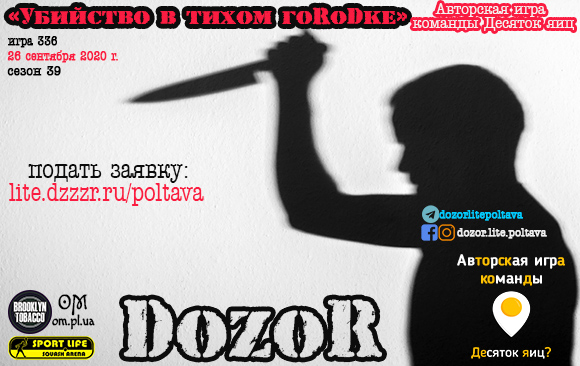 «Убийство в тихом гоRоDке»
Авторская игра
команды Десяток яиц
игра 336
26 сентября 2020 г.
сезон 39
подать заявку:
lite.dzzzr.ru/poltava
dozorlitepoltava
dozor.lite.poltava
Авторская игра
команды
Десяток яиц?
BROOKLYN
TOBACCO
OM
om.pl.ua
SPORT LIFE
SQUASH ARENA
DozoR